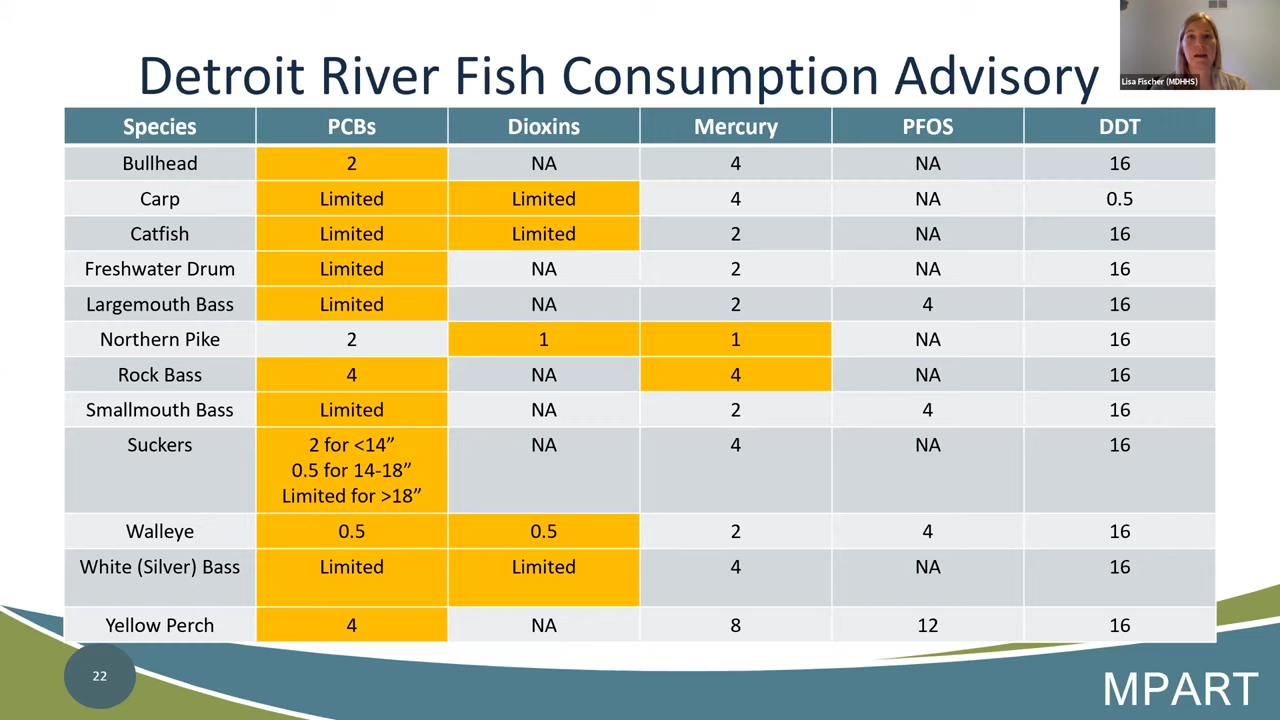 Detroit River Fish Consumption Advisory
Lisa Fischer (MDHHS)
Species PCBs Dioxins Mercury PFOS DDT
Bullhead 2 NA 4 NA 16
Carp Limited Limited 4 NA 0.5
Catfish Limited Limited 2 NA 16
Freshwater Drum Limited NA 2 NA 16
Largemouth Bass Limited NA 2 4 16
Northern Pike 2 1 1 NA 16
Rock Bass 4 NA 4 NA 16
Smallmouth Bass Limited NA 2 4 16
Suckers 2 for <14” NA 4 NA 16
0.5 for 14-18”
Limited for >18”
Walleye 0.5 0.5 2 4 16
White (Silver) Bass Limited Limited 4 NA 16
Yellow Perch 4 NA 8 12 16
22
MPART